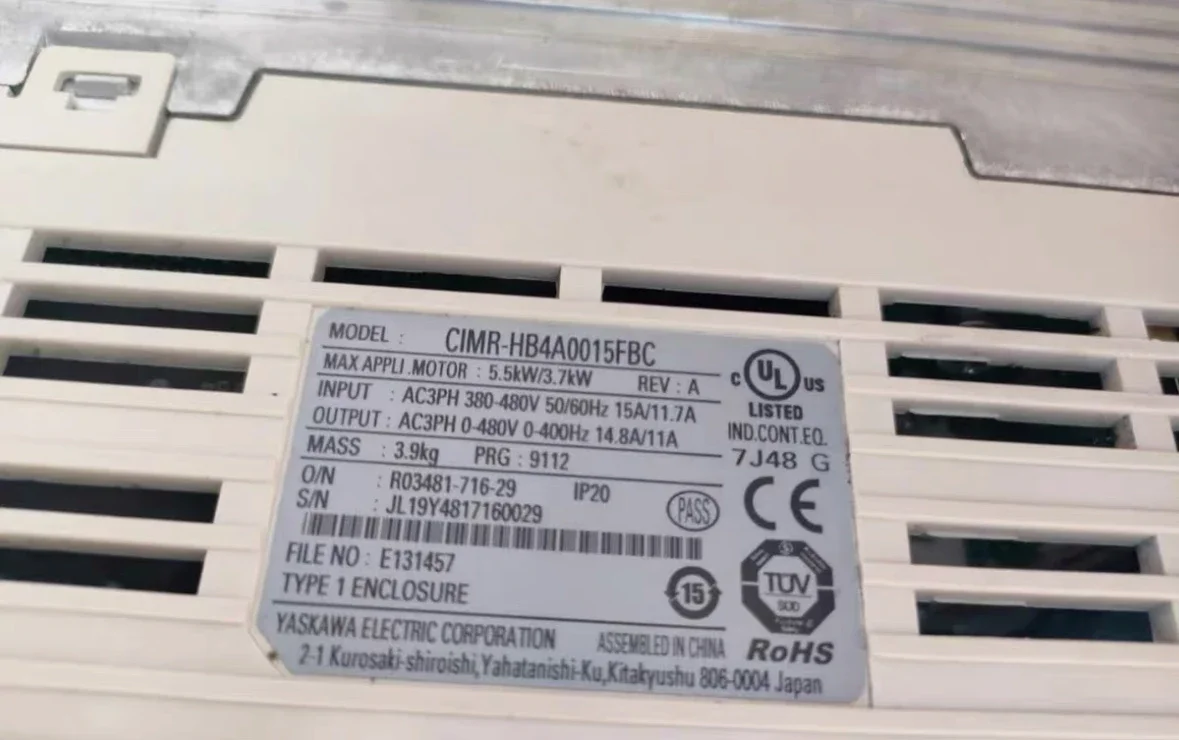 MODEL : CIMR-HB4A0015FBC
MAX APPLI.MOTOR : 5.5kW/3.7kW REV : A
INPUT : AC3PH 380-480V 50/60Hz 15A/11.7A
OUTPUT : AC3PH 0-480V 0-400Hz 14.8A/11A
MASS : 3.9kg PRG : 9112
O/N : R03481-716-29 IP20
S/N : JL19Y4817160029
PASS
FILE NO : E131457
TYPE 1 ENCLOSURE
15
YASKAWA ELECTRIC CORPORATION ASSEMBLED IN CHINA
2-1 Kurosaki-shiroishi,Yahatanishi-Ku,Kitakyushu 806-0004 Japan
C UL US
LISTED
IND.CONT.EQ.
7J48 G
CE
TÜV
SÜD
RoHS